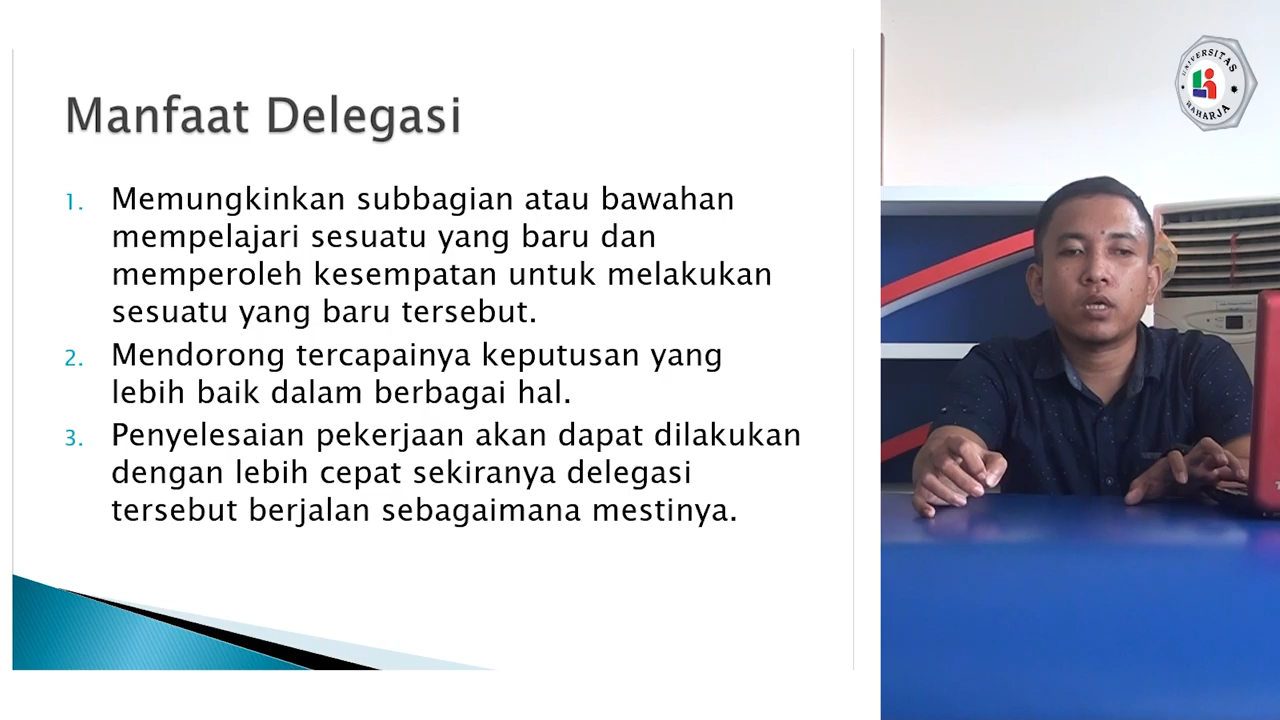 Manfaat Delegasi
1. Memungkinkan subbagian atau bawahan
mempelajari sesuatu yang baru dan
memperoleh kesempatan untuk melakukan
sesuatu yang baru tersebut.
2. Mendorong tercapainya keputusan yang
lebih baik dalam berbagai hal.
3. Penyelesaian pekerjaan akan dapat dilakukan
dengan lebih cepat sekiranya delegasi
tersebut berjalan sebagaimana mestinya.
UNIVERSITAS
WAHARJA